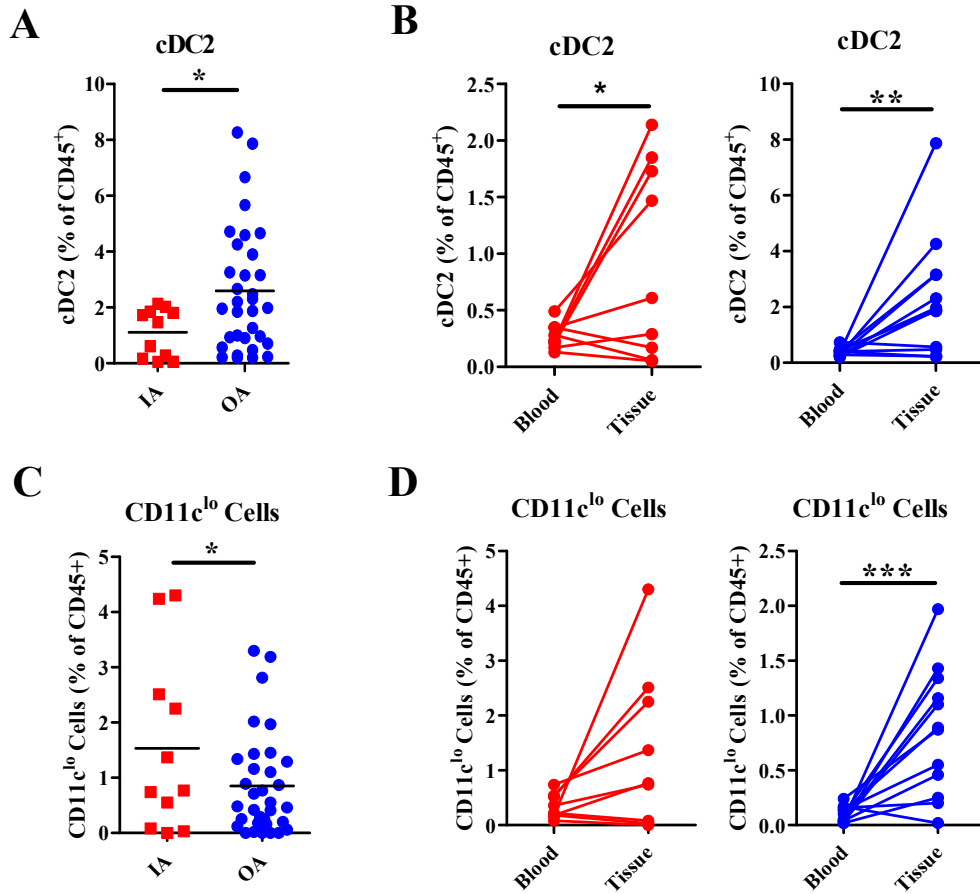 A
cDC2
*
cDC2 (% of CD45⁺)
10
8
6
4
2
0
IA
OA
B
cDC2
*
cDC2 (% of CD45⁺)
2.5
2.0
1.5
1.0
0.5
0.0
Blood
Tissue
cDC2
**
cDC2 (% of CD45⁺)
10
8
6
4
2
0
Blood
Tissue
C
CD11cˡᵒ Cells
*
CD11cˡᵒ Cells (% of CD45+)
5
4
3
2
1
0
IA
OA
D
CD11cˡᵒ Cells
CD11cˡᵒ Cells (% of CD45+)
5
4
3
2
1
0
Blood
Tissue
CD11cˡᵒ Cells
***
CD11cˡᵒ Cells (% of CD45+)
2.5
2.0
1.5
1.0
0.5
0.0
Blood
Tissue